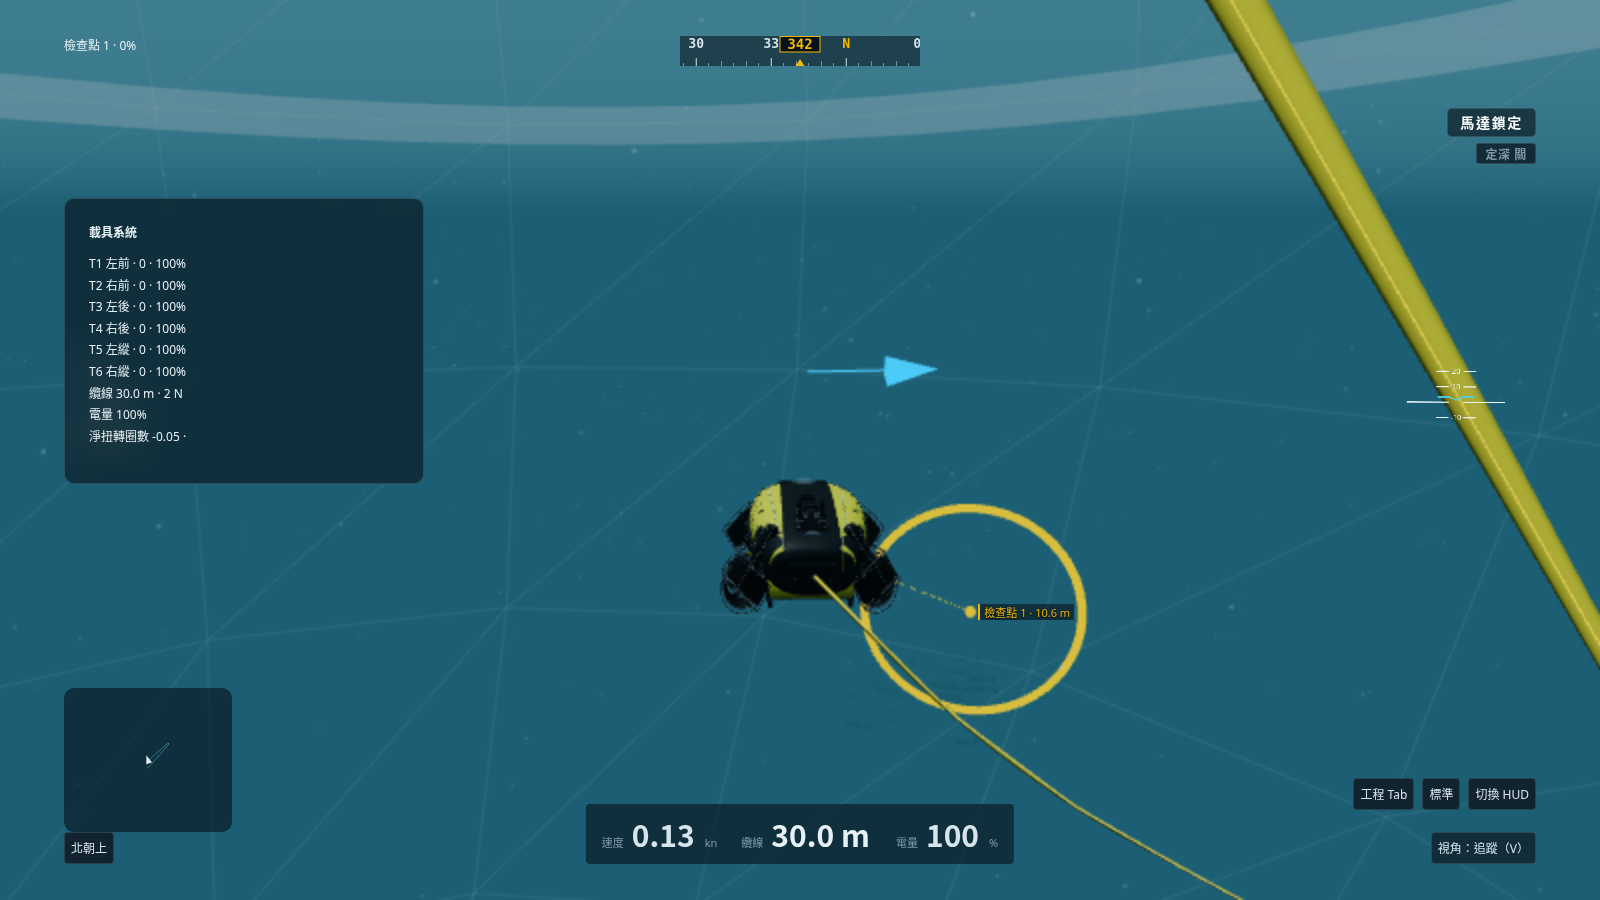 檢查點 1 · 0%
30 33 342 N 0
馬達鎖定
定深 關
載具系統
T1 左前 · 0 · 100%
T2 右前 · 0 · 100%
T3 左後 · 0 · 100%
T4 右後 · 0 · 100%
T5 左縱 · 0 · 100%
T6 右縱 · 0 · 100%
纜線 30.0 m · 2 N
電量 100%
淨扭轉圈數 -0.05 ·
20
10
-10
檢查點 1 · 10.6 m
工程 Tab 標準 切換 HUD
速度 0.13 kn 纜線 30.0 m 電量 100 %
北朝上
視角：追蹤（V）